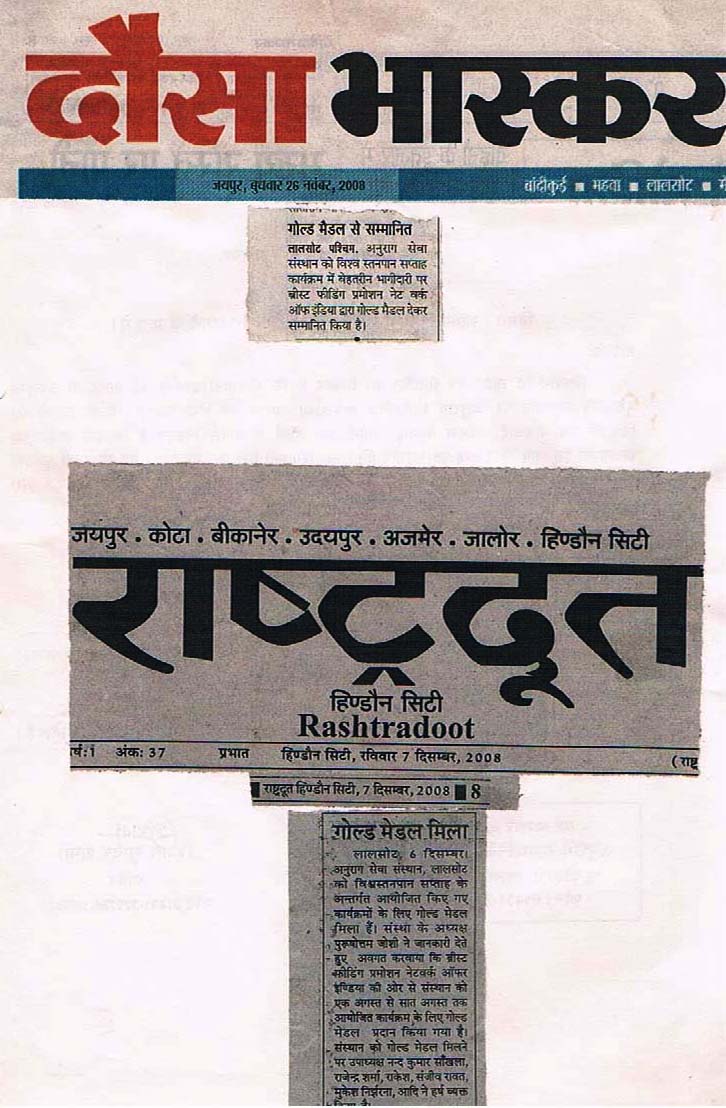 दौसा भास्कर
जयपुर, बुधवार 26 नवंबर, 2008
बांदीकुई ■ महवा ■ लालसोट ■
गोल्ड मैडल से सम्मानित
लालसोट पश्चिम. अनुराग सेवा
संस्थान को विश्व स्तनपान सप्ताह
कार्यक्रम में बेहतरीन भागीदारी पर
ब्रीस्ट फीडिंग प्रमोशन नेट वर्क
ऑफ इंडिया द्वारा गोल्ड मैडल देकर
सम्मानित किया है।
जयपुर . कोटा . बीकानेर . उदयपुर . अजमेर . जालोर . हिण्डौन सिटी
राष्ट्रदूत
हिण्डौन सिटी
Rashtradoot
र्ष:1 अंक: 37 प्रभात हिण्डौन सिटी, रविवार 7 दिसम्बर, 2008 (राष्ट्र
राष्ट्रदूत हिण्डौन सिटी, 7 दिसम्बर, 2008 8
गोल्ड मेडल मिला
लालसोट, 6 दिसम्बर।
अनुराग सेवा संस्थान, लालसोट
को विश्वस्तनपान सप्ताह के
अन्तर्गत आयोजित किए गए
कार्यक्रमों के लिए गोल्ड मेडल
मिला हैं। संस्था के अध्यक्ष
पुरूषोत्तम जोशी ने जानकारी देते
हुए अवगत करवाया कि ब्रीस्ट
फीडिंग प्रमोशन नेटवर्क ऑफर
इण्डिया की ओर से संस्थान को
एक अगस्त से सात अगस्त तक
आयोजित कार्यक्रम के लिए गोल्ड
मेडल प्रदान किया गया है।
संस्थान को गोल्ड मेडल मिलने
पर उपाध्यक्ष नन्द कुमार साँखला,
राजेन्द्र शर्मा, राकेश, संजीव रावत,
मुकेश निर्झरना, आदि ने हर्ष व्यक्त
किया है।